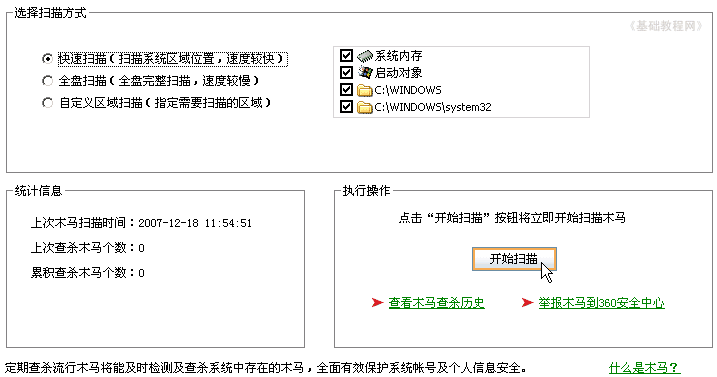 选择扫描方式
《基础教程网》
快速扫描（扫描系统区域位置，速度较快）
全盘扫描（全盘完整扫描，速度较慢）
自定义区域扫描（指定需要扫描的区域）
系统内存
启动对象
C:\WINDOWS
C:\WINDOWS\system32
统计信息
上次木马扫描时间：2007-12-18 11:54:51
上次查杀木马个数：0
累积查杀木马个数：0
执行操作
点击“开始扫描”按钮将立即开始扫描木马
开始扫描
查看木马查杀历史
举报木马到360安全中心
定期查杀流行木马将能及时检测及查杀系统中存在的木马，全面有效保护系统帐号及个人信息安全。
什么是木马？